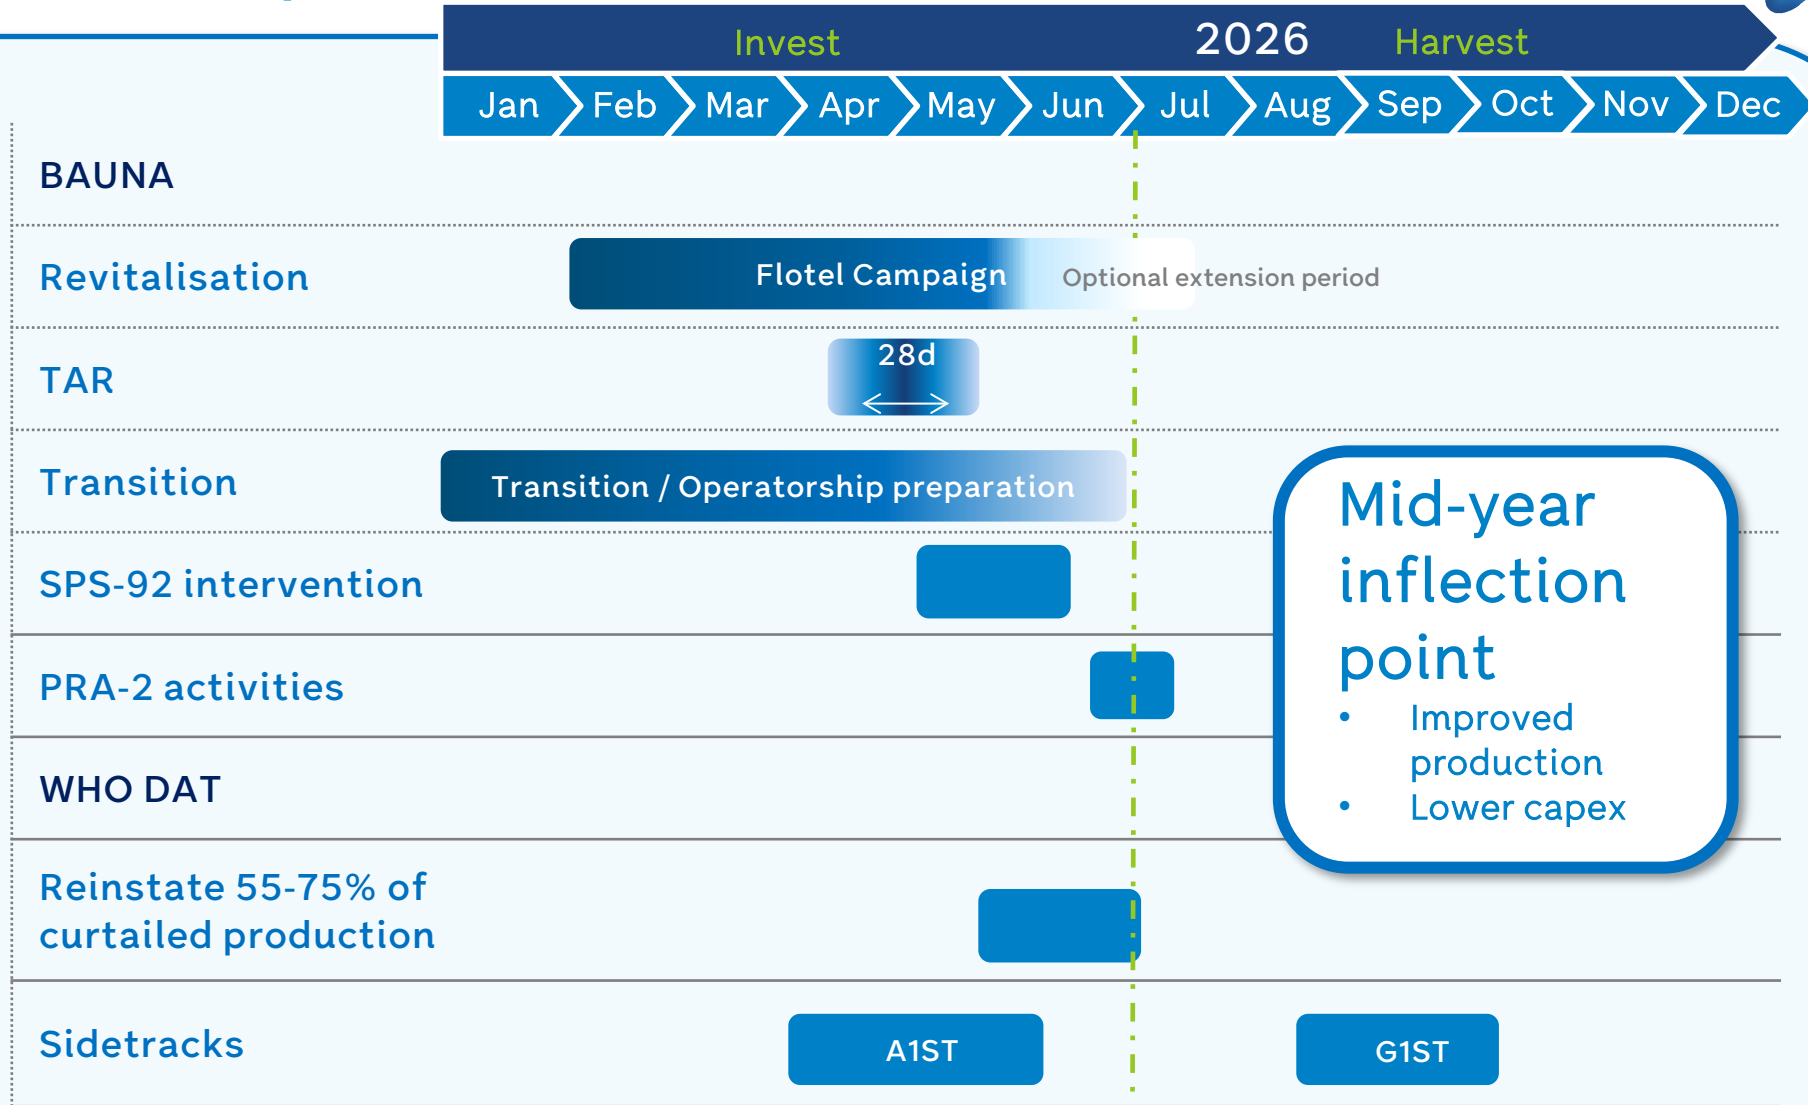 Invest 2026 Harvest
Jan Feb Mar Apr May Jun Jul Aug Sep Oct Nov Dec
BAUNA
Revitalisation
Flotel Campaign
Optional extension period
TAR
28d
Transition
Transition / Operatorship preparation
SPS-92 intervention
PRA-2 activities
WHO DAT
Reinstate 55-75% of
curtailed production
Sidetracks
A1ST
G1ST
Mid-year
inflection
point
• Improved
production
• Lower capex